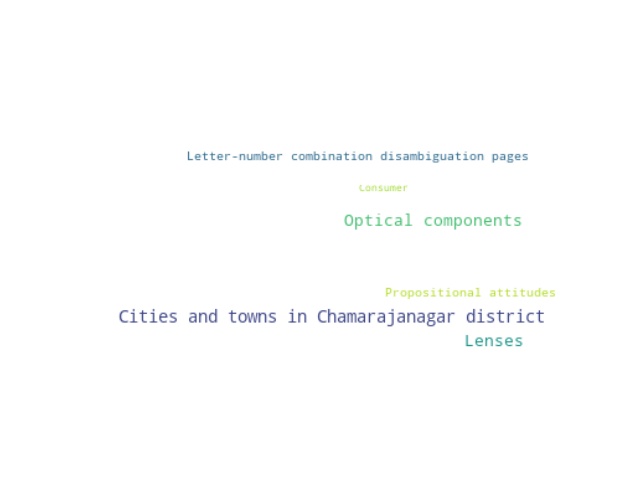 Letter-number combination disambiguation pages
Consumer
Optical components
Propositional attitudes
Cities and towns in Chamarajanagar district
Lenses